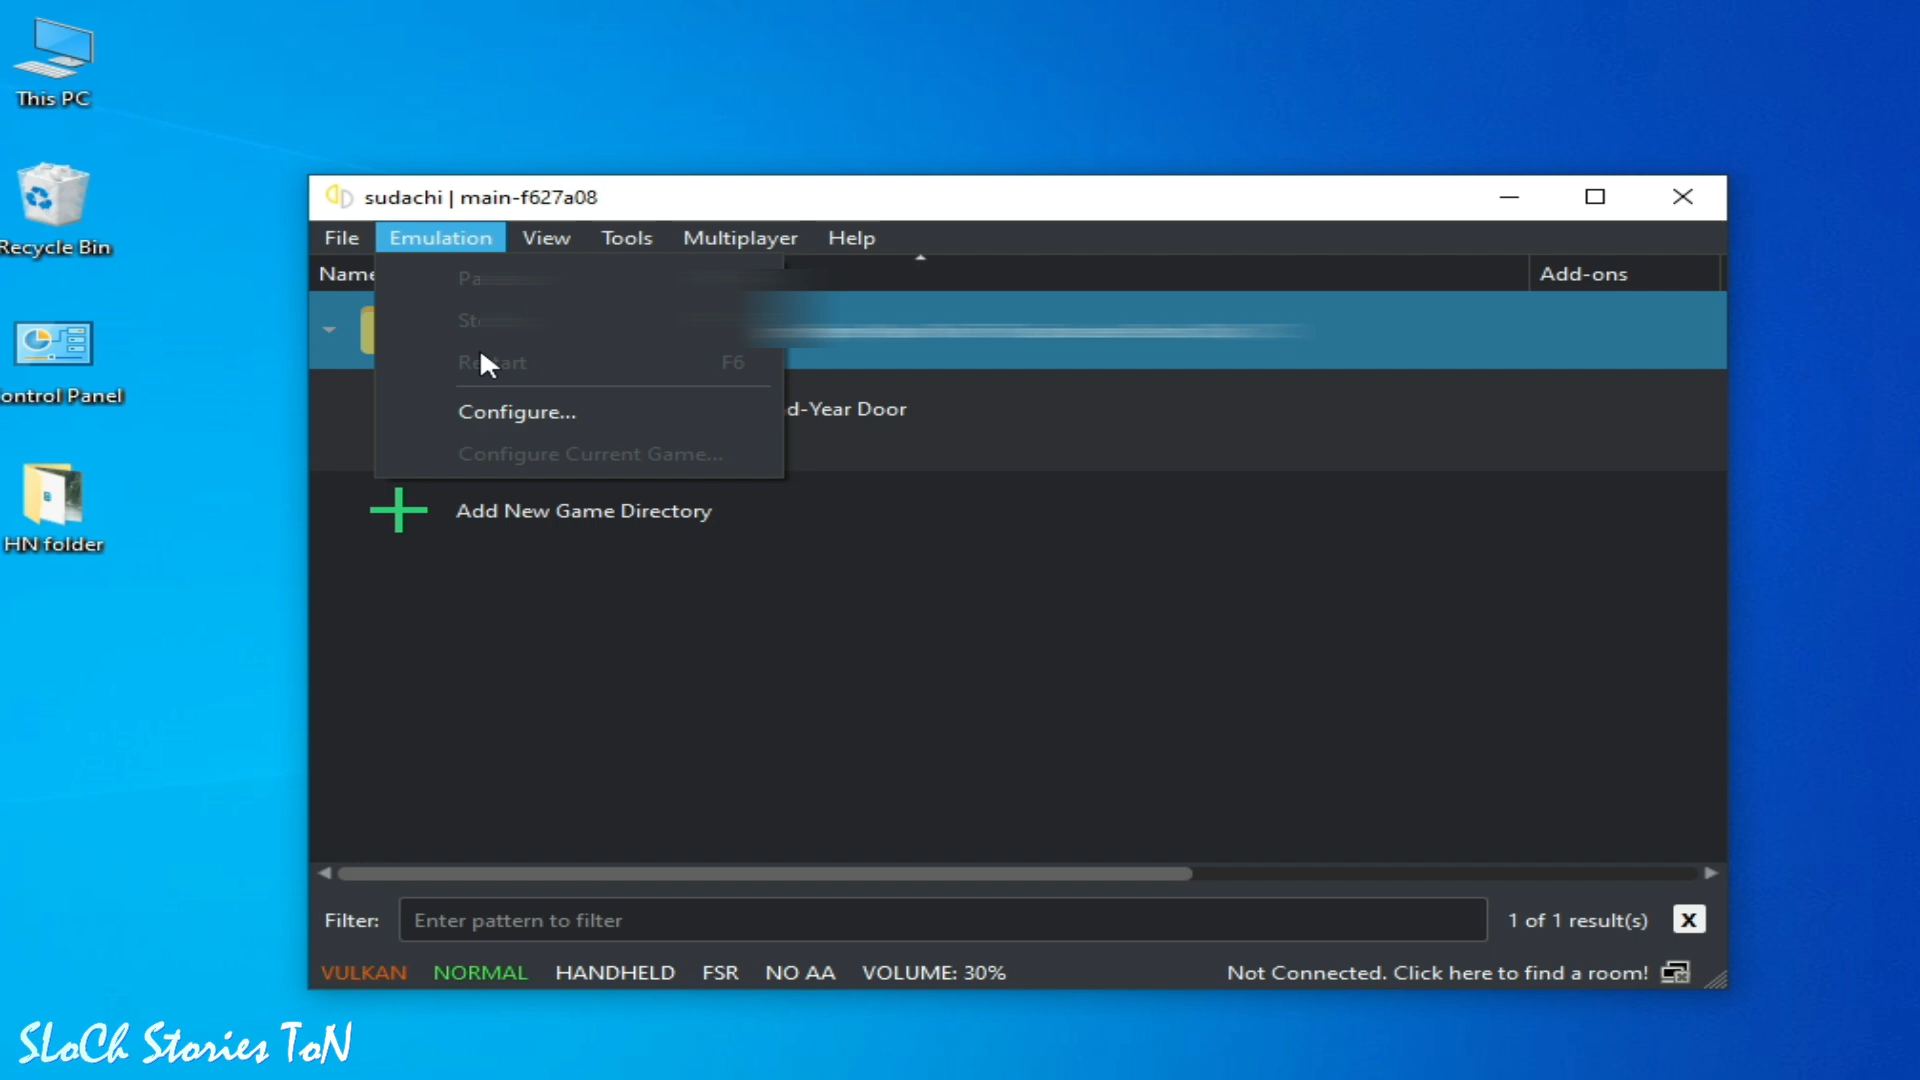 This PC
Recycle Bin
ontrol Panel
HN folder
sudachi | main-f627a08
File Emulation View Tools Multiplayer Help
Name Add-ons
Restart F6
Configure...
d-Year Door
Configure Current Game...
Add New Game Directory
Filter: Enter pattern to filter 1 of 1 result(s) X
VULKAN NORMAL HANDHELD FSR NO AA VOLUME: 30% Not Connected. Click here to find a room!
SLoCh Stories ToN